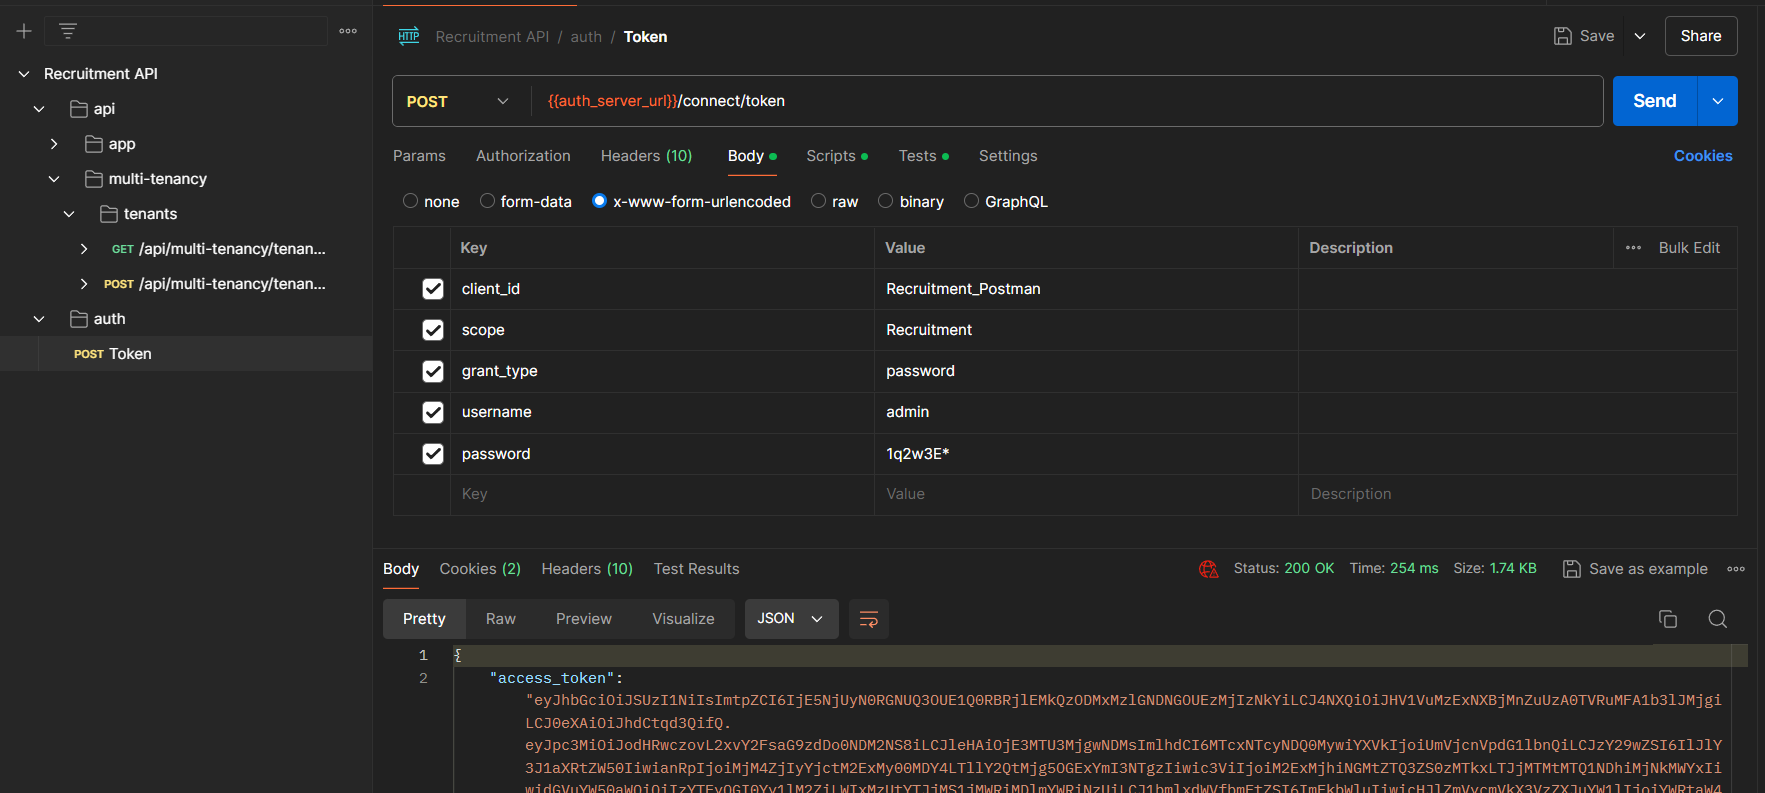 Recruitment API / auth / Token
Save
Share
Recruitment API
api
app
multi-tenancy
tenants
GET /api/multi-tenancy/tenan...
POST /api/multi-tenancy/tenan...
auth
POST Token
HTTP
POST
{{auth_server_url}}/connect/token
Send
Params Authorization Headers (10) Body Scripts Tests Settings Cookies
none form-data x-www-form-urlencoded raw binary GraphQL
Key Value Description Bulk Edit
client_id Recruitment_Postman
scope Recruitment
grant_type password
username admin
password 1q2w3E*
Key Value Description
Body Cookies (2) Headers (10) Test Results Status: 200 OK Time: 254 ms Size: 1.74 KB Save as example
Pretty Raw Preview Visualize JSON
1 {
2 "access_token":